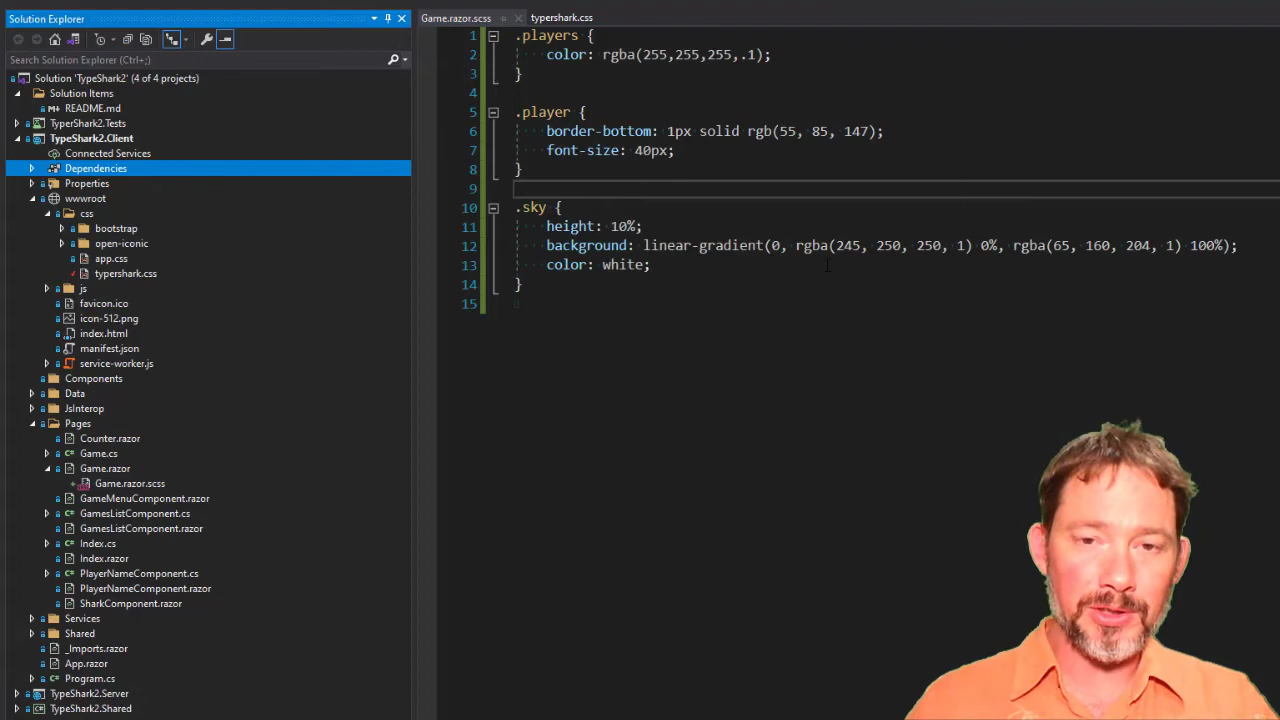 Solution Explorer
Search Solution Explorer (Ctrl+;)
Solution 'TypeShark2' (4 of 4 projects)
Solution Items
README.md
TyperShark2.Tests
TypeShark2.Client
Connected Services
Dependencies
Properties
wwwroot
css
bootstrap
open-iconic
app.css
typershark.css
js
favicon.ico
icon-512.png
index.html
manifest.json
service-worker.js
Components
Data
JsInterop
Pages
Counter.razor
Game.cs
Game.razor
Game.razor.scss
GameMenuComponent.razor
GamesListComponent.cs
GamesListComponent.razor
Index.cs
Index.razor
PlayerNameComponent.cs
PlayerNameComponent.razor
SharkComponent.razor
Services
Shared
_Imports.razor
App.razor
Program.cs
TypeShark2.Server
TypeShark2.Shared
Game.razor.scss typershark.css
1 .players {
2 color: rgba(255,255,255,.1);
3 }
4
5 .player {
6 border-bottom: 1px solid rgb(55, 85, 147);
7 font-size: 40px;
8 }
9
10 .sky {
11 height: 10%;
12 background: linear-gradient(0, rgba(245, 250, 250, 1) 0%, rgba(65, 160, 204, 1) 100%);
13 color: white;
14 }
15